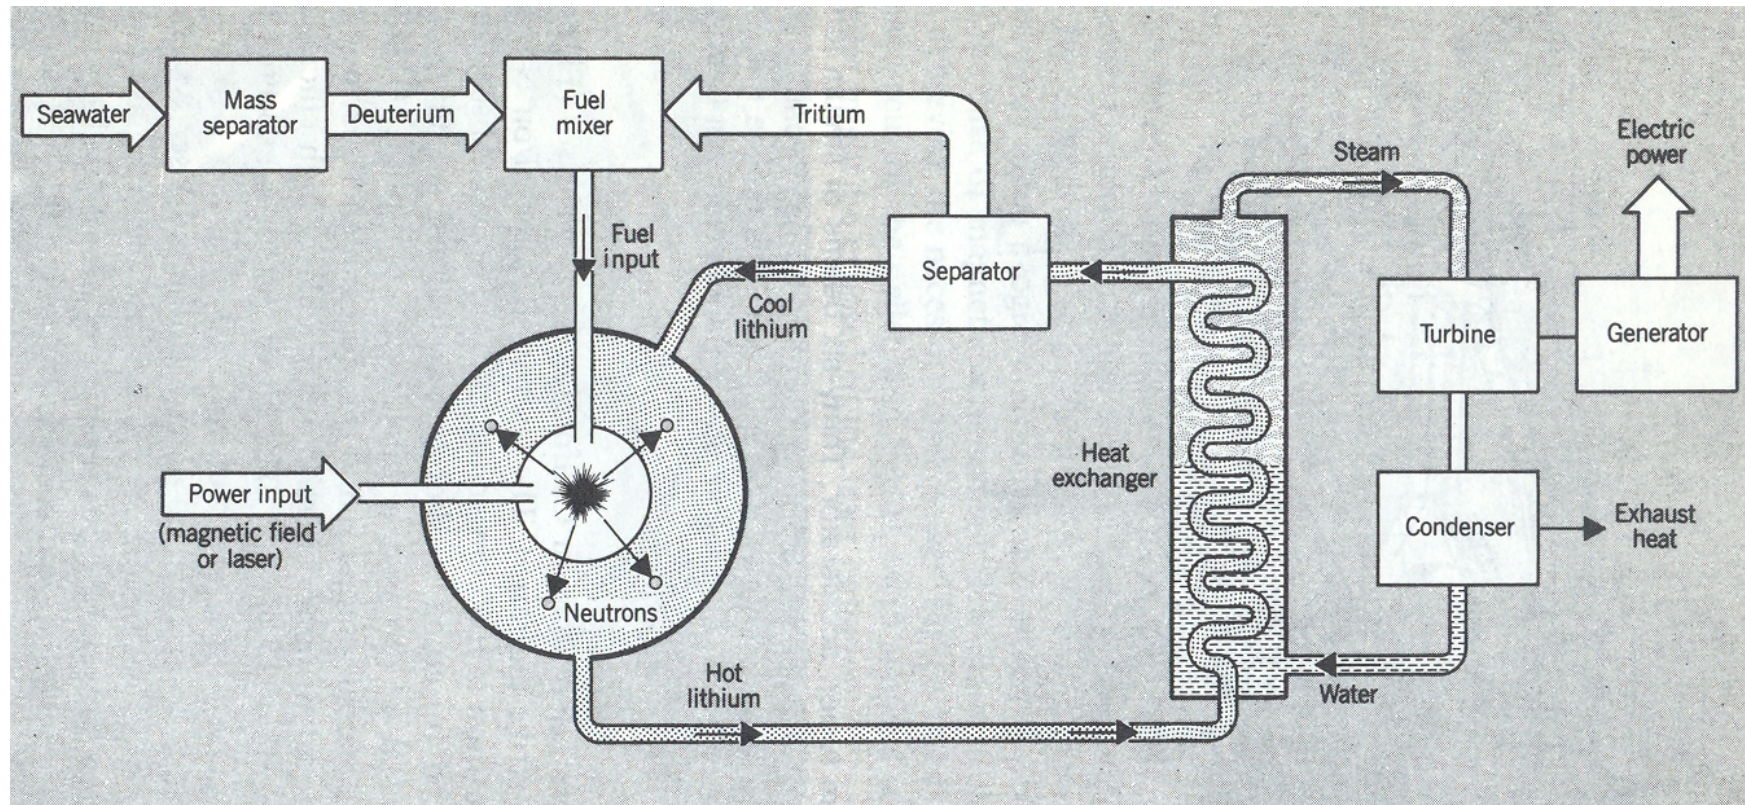 Seawater
Mass
separator
Deuterium
Fuel
mixer
Tritium
Electric
power
Steam
Fuel
input
Separator
Cool
lithium
Turbine
Generator
Heat
exchanger
Power input
(magnetic field
or laser)
Condenser
Exhaust
heat
Neutrons
Hot
lithium
Water